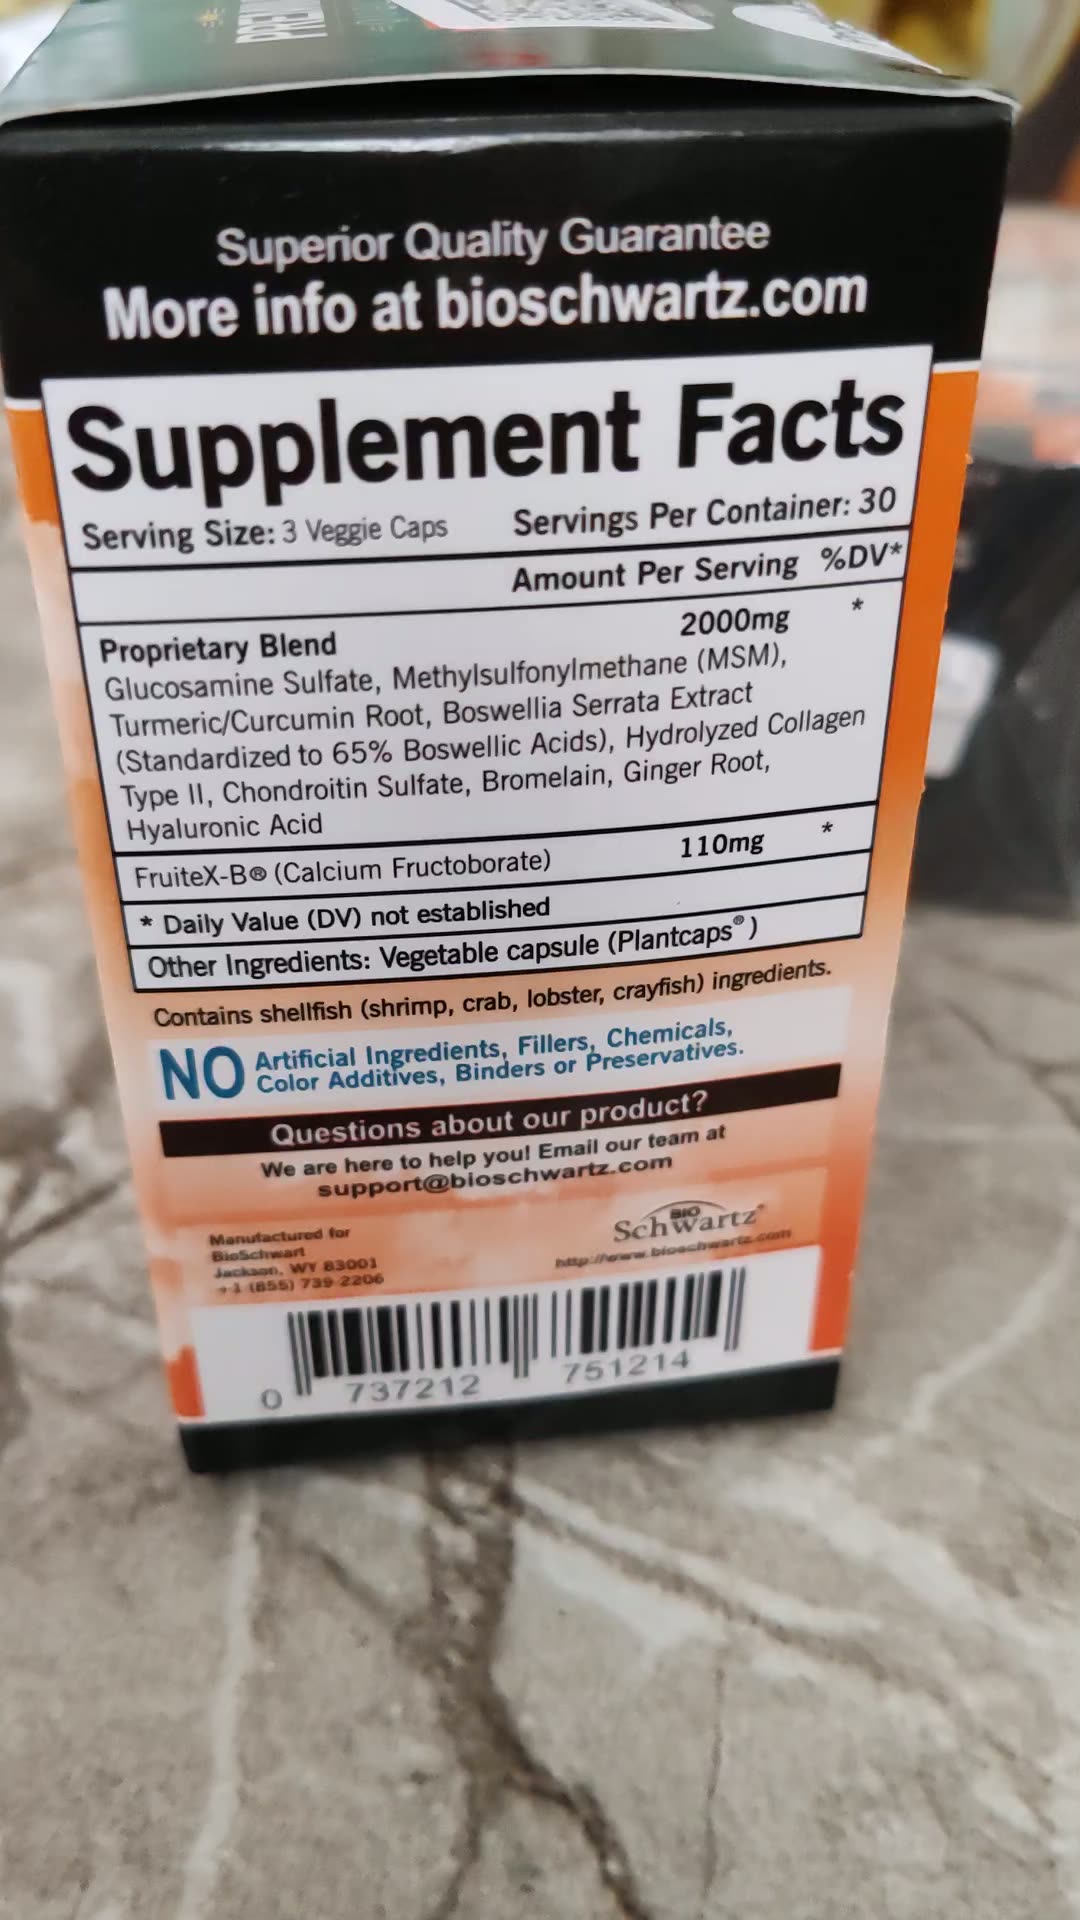 Superior Quality Guarantee
More info at bioschwartz.com
Supplement Facts
Serving Size: 3 Veggie Caps Servings Per Container: 30
Amount Per Serving %DV*
Proprietary Blend 2000mg *
Glucosamine Sulfate, Methylsulfonylmethane (MSM),
Turmeric/Curcumin Root, Boswellia Serrata Extract
(Standardized to 65% Boswellic Acids), Hydrolyzed Collagen
Type II, Chondroitin Sulfate, Bromelain, Ginger Root,
Hyaluronic Acid
FruiteX-B® (Calcium Fructoborate) 110mg *
* Daily Value (DV) not established
Other Ingredients: Vegetable capsule (Plantcaps®)
Contains shellfish (shrimp, crab, lobster, crayfish) ingredients.
NO Artificial Ingredients, Fillers, Chemicals,
Color Additives, Binders or Preservatives.
Questions about our product?
We are here to help you! Email our team at
support@bioschwartz.com
Manufactured for
BioSchwart
Jackson, WY 83001
+1 (855) 739-2206
BIO
Schwartz
http://www.bioschwartz.com
0 737212 751214